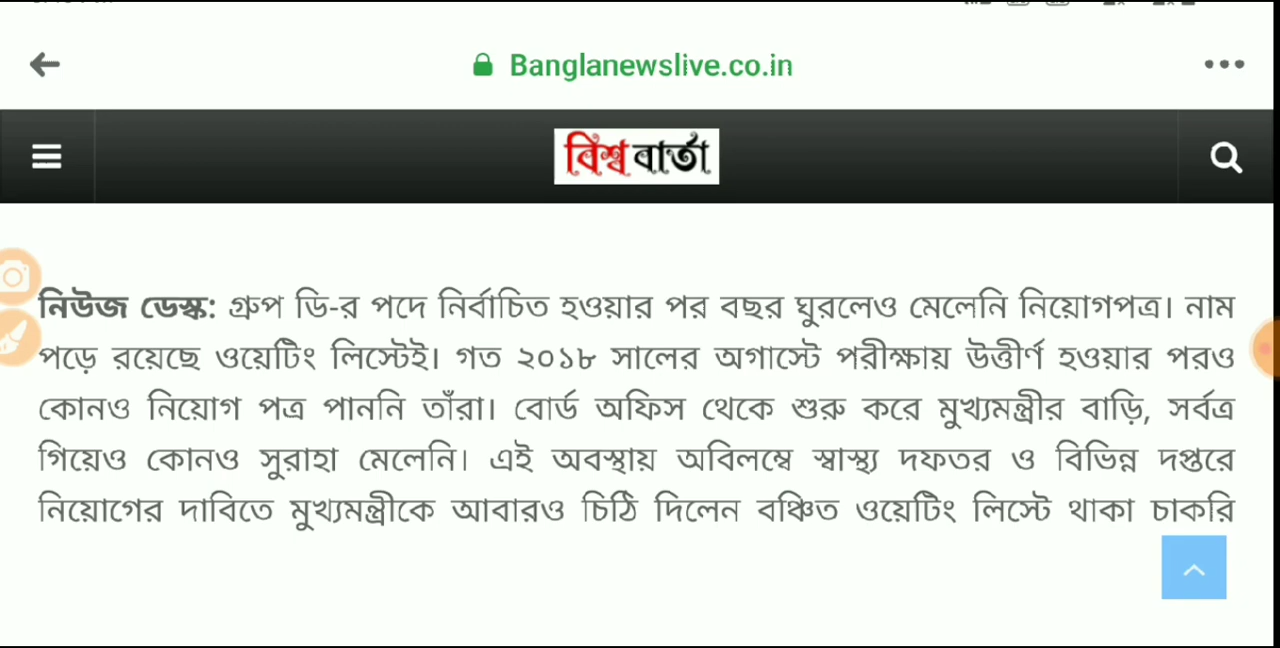 Banglanewslive.co.in
বিশ্ব বার্তা
নিউজ ডেস্ক: গ্রুপ ডি-র পদে নির্বাচিত হওয়ার পর বছর ঘুরলেও মেলেনি নিয়োগপত্র। নাম
পড়ে রয়েছে ওয়েটিং লিস্টেই। গত ২০১৮ সালের অগাস্টে পরীক্ষায় উত্তীর্ণ হওয়ার পরও
কোনও নিয়োগ পত্র পাননি তাঁরা। বোর্ড অফিস থেকে শুরু করে মুখ্যমন্ত্রীর বাড়ি, সর্বত্র
গিয়েও কোনও সুরাহা মেলেনি। এই অবস্থায় অবিলম্বে স্বাস্থ্য দফতর ও বিভিন্ন দপ্তরে
নিয়োগের দাবিতে মুখ্যমন্ত্রীকে আবারও চিঠি দিলেন বঞ্চিত ওয়েটিং লিস্টে থাকা চাকরি